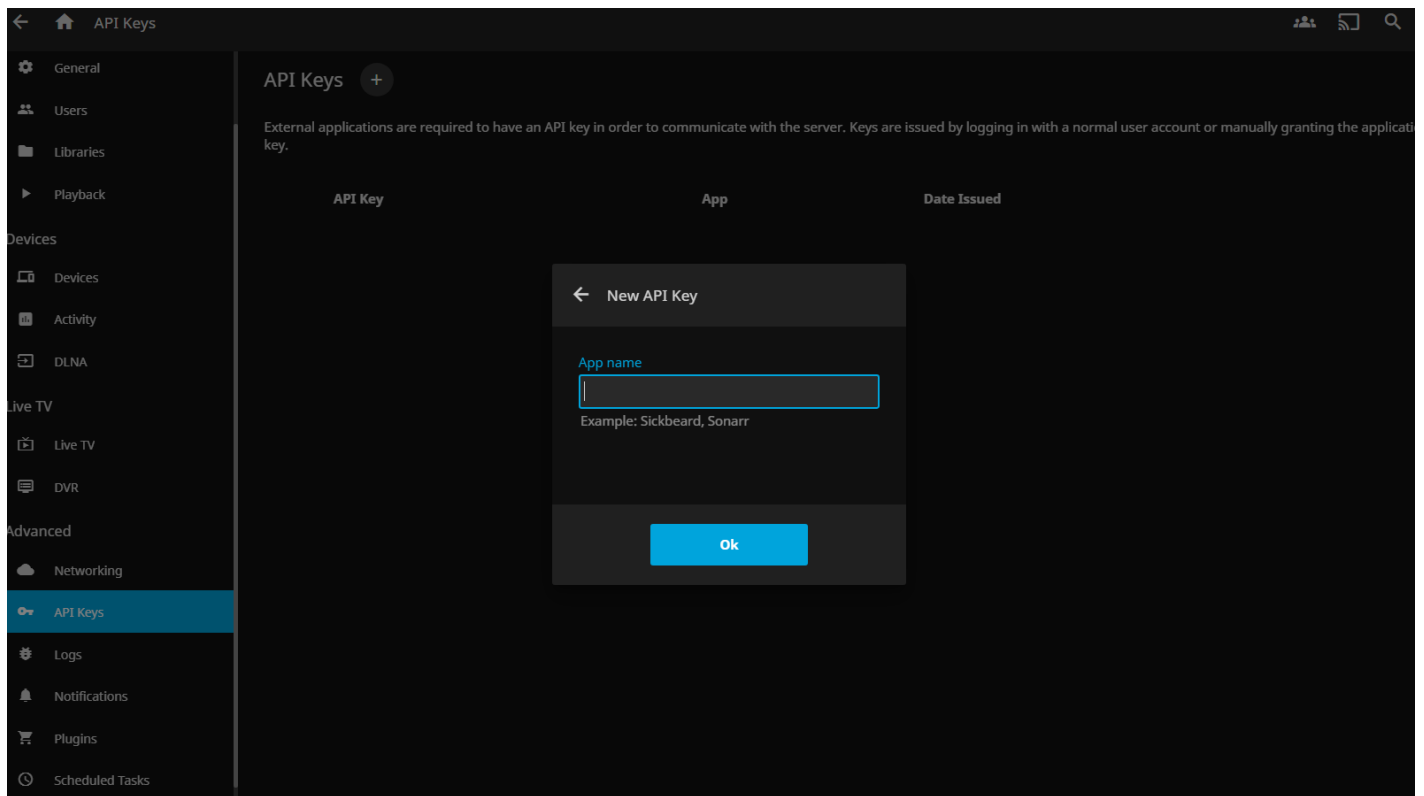 API Keys
General
Users
Libraries
Playback
Devices
Devices
Activity
DLNA
Live TV
Live TV
DVR
Advanced
Networking
API Keys
Logs
Notifications
Plugins
Scheduled Tasks
API Keys +
External applications are required to have an API key in order to communicate with the server. Keys are issued by logging in with a normal user account or manually granting the
key.
API Key App Date Issued
New API Key
App name
Example: Sickbeard, Sonarr
Ok